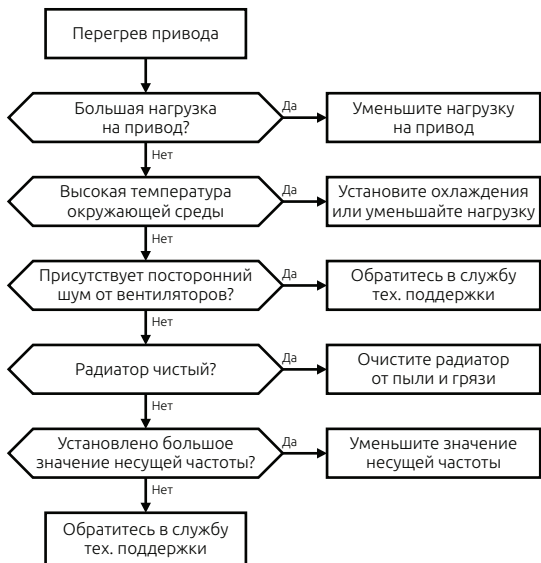 Перегрев привода
Большая нагрузка
на привод?
Да
Уменьшите нагрузку
на привод
Нет
Высокая температура
окружающей среды
Да
Установите охлаждения
или уменьшайте нагрузку
Нет
Присутствует посторонний
шум от вентиляторов?
Да
Обратитесь в службу
тех. поддержки
Нет
Радиатор чистый?
Да
Очистите радиатор
от пыли и грязи
Нет
Установлено большое
значение несущей частоты?
Да
Уменьшите значение
несущей частоты
Нет
Обратитесь в службу
тех. поддержки